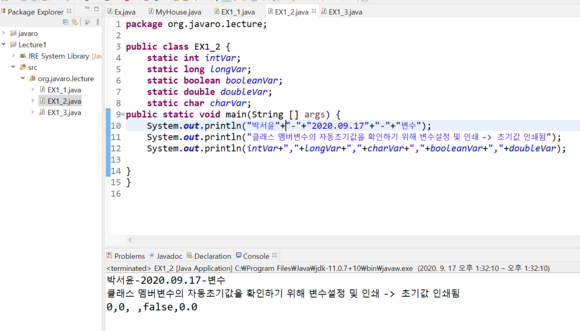 Package Explorer
Ex.java
MyHouse.java
EX1_1.java
EX1_2.java
EX1_3.java
javaro
Lecture1
JRE System Library [Jav
src
org.javaro.lecture
EX1_1.java
EX1_2.java
EX1_3.java
1 package org.javaro.lecture;
2
3 public class EX1_2 {
4 static int intVar;
5 static long longVar;
6 static boolean booleanVar;
7 static double doubleVar;
8 static char charVar;
9 public static void main(String [] args) {
10 System.out.println("박서윤"+"-"+"2020.09.17"+"-"+"변수");
11 System.out.println("클래스 멤버변수의 자동초기값을 확인하기 위해 변수설정 및 인쇄 -> 초기값 인쇄됨");
12 System.out.println(intVar+","+longVar+","+charVar+","+booleanVar+","+doubleVar);
13
14 }
15 }
16
Problems Javadoc Declaration Console
<terminated> EX1_2 [Java Application] C:\Program Files\Java\jdk-11.0.7+10\bin\javaw.exe (2020. 9. 17 오후 1:32:10 – 오후 1:32:10)
박서윤-2020.09.17-변수
클래스 멤버변수의 자동초기값을 확인하기 위해 변수설정 및 인쇄 -> 초기값 인쇄됨
0,0, ,false,0.0